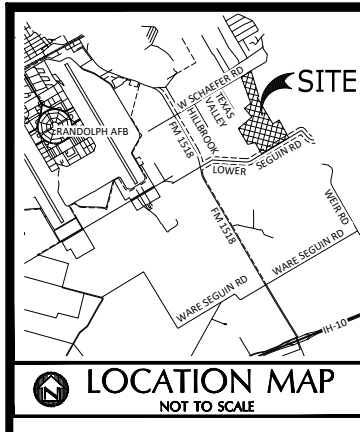 SITE
W SCHAEFER RD
TEXAS
VALLEY
HILLBROOK
FM 1518
RANDOLPH AFB
LOWER SEGUIN RD
FM 1518
WEIR RD
WARE SEGUIN RD
WARE SEGUIN RD
IH-10
N
LOCATION MAP
NOT TO SCALE